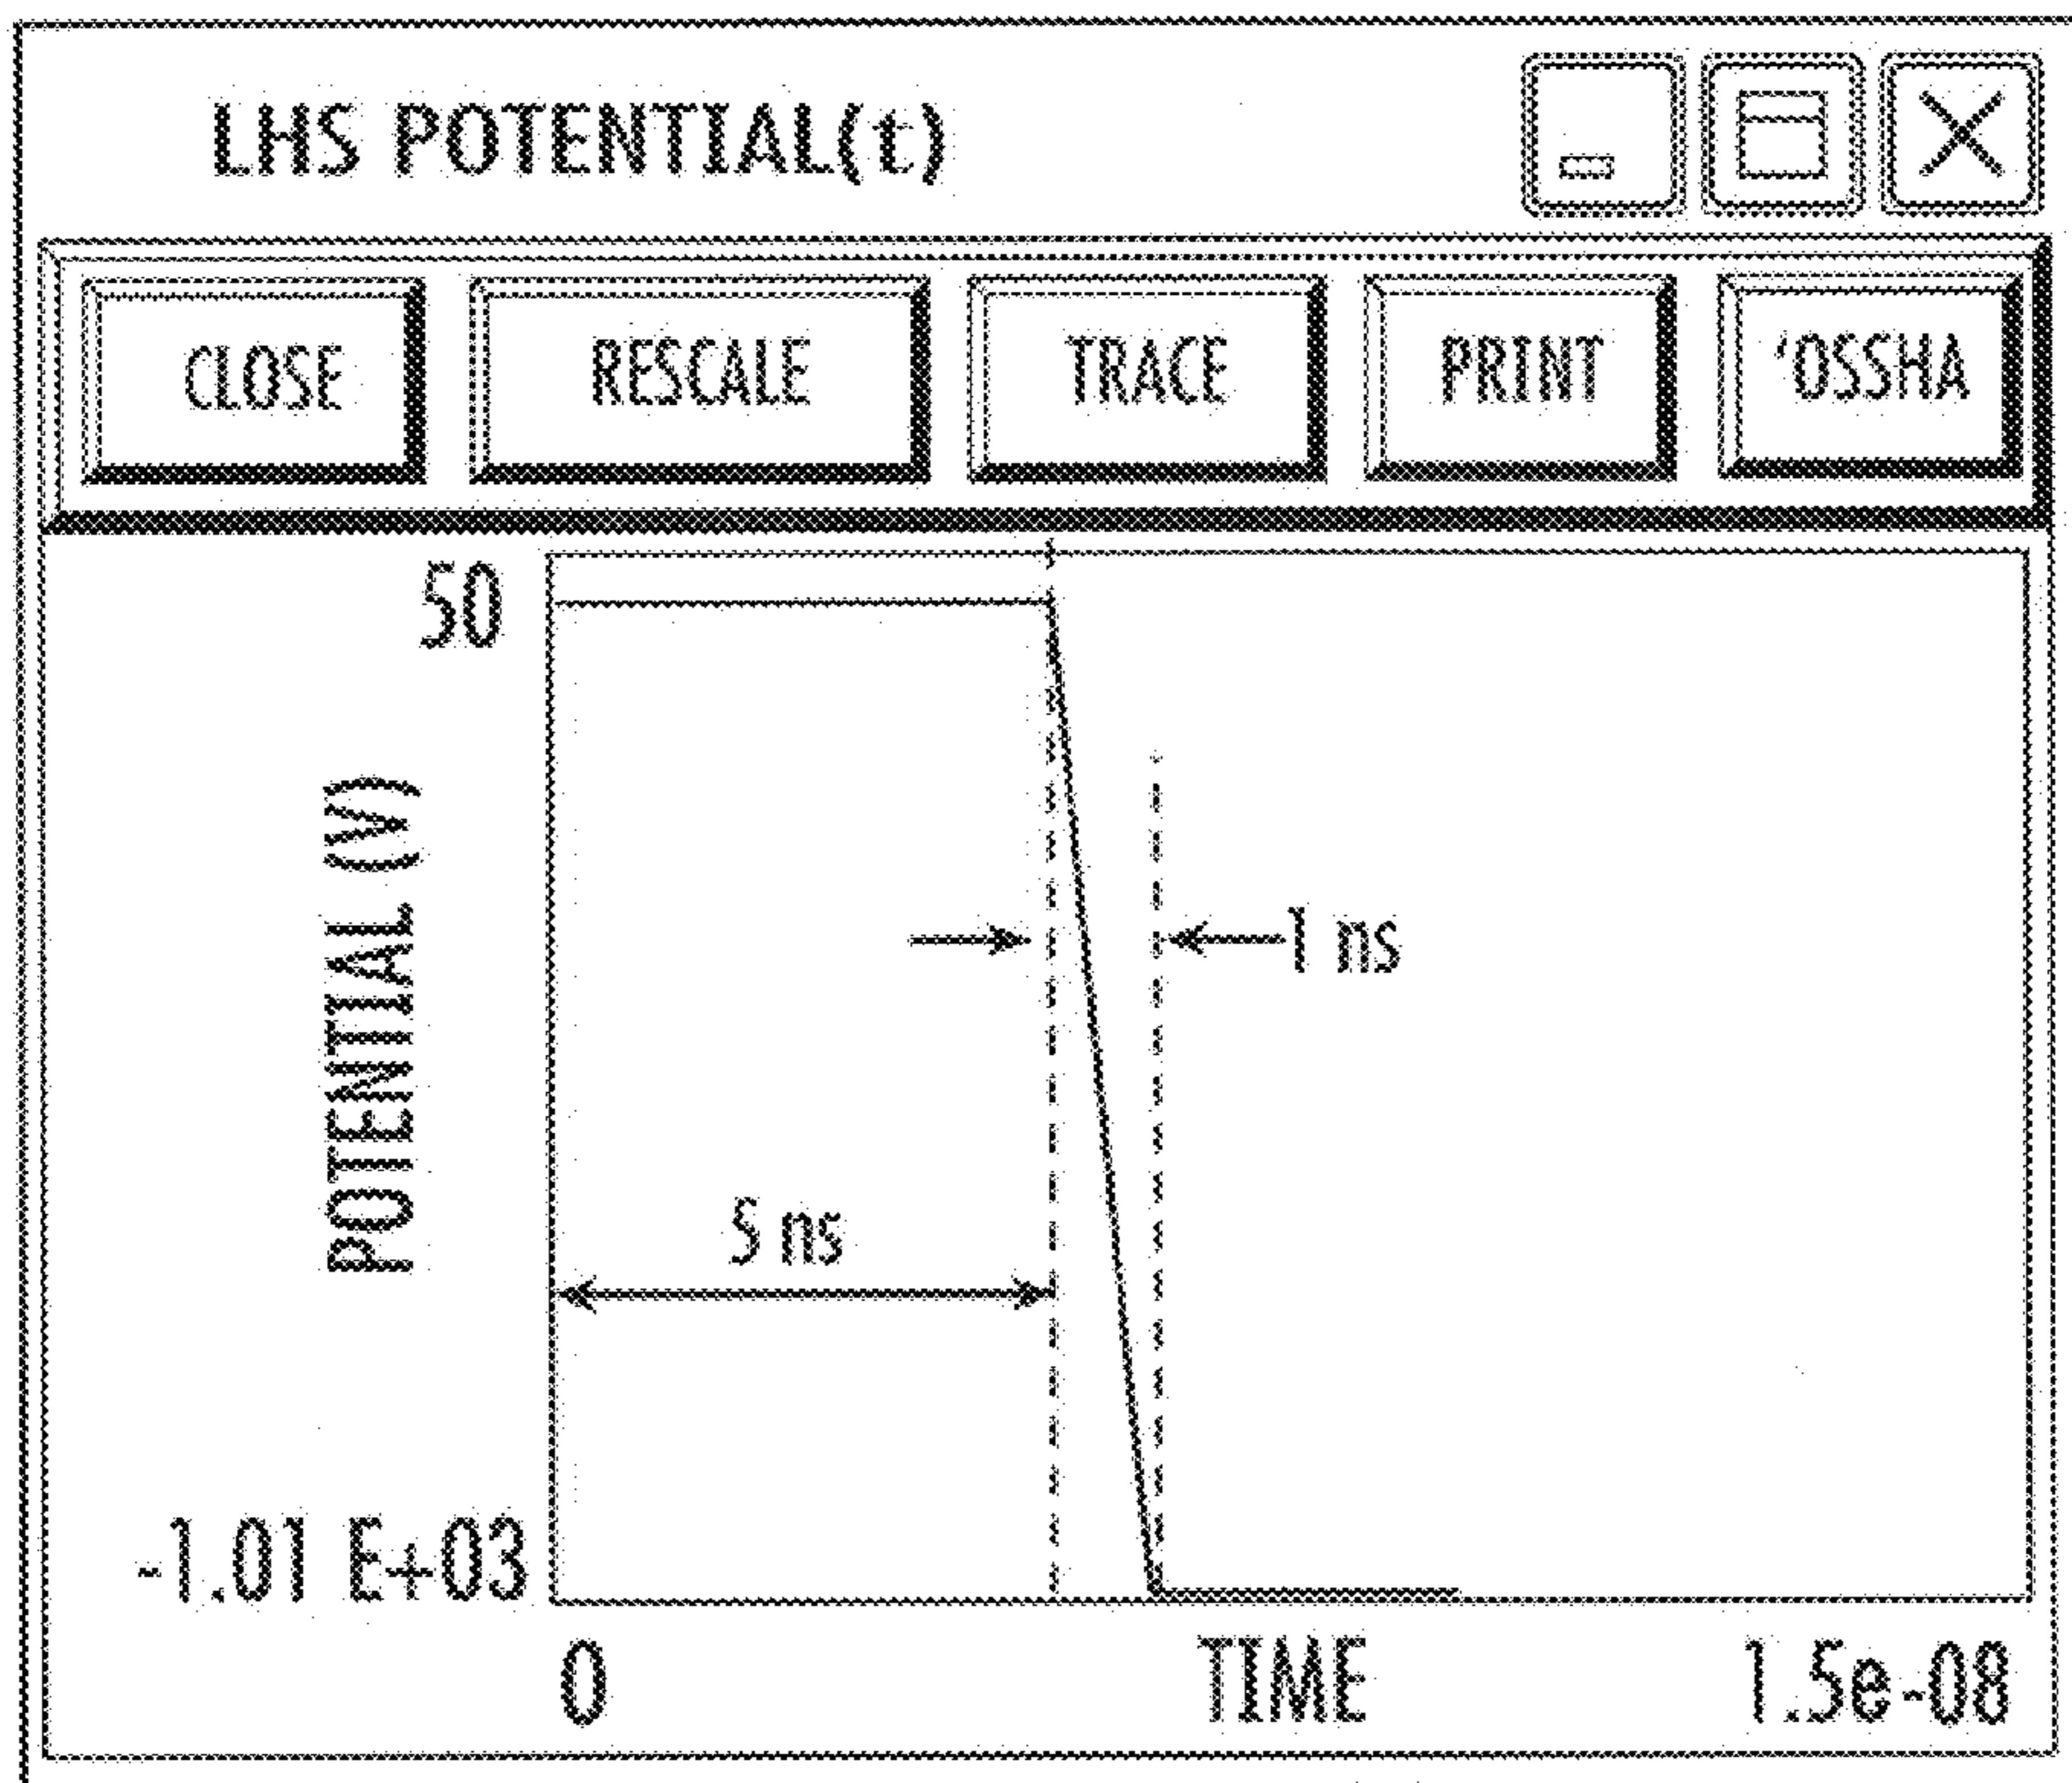 LHS POTENTIAL(t)
CLOSE RESCALE TRACE PRINT 'OSSHA
50
POTENTIAL (V)
1 ns
5 ns
-1.01 E+03
0 TIME 1.5e-08